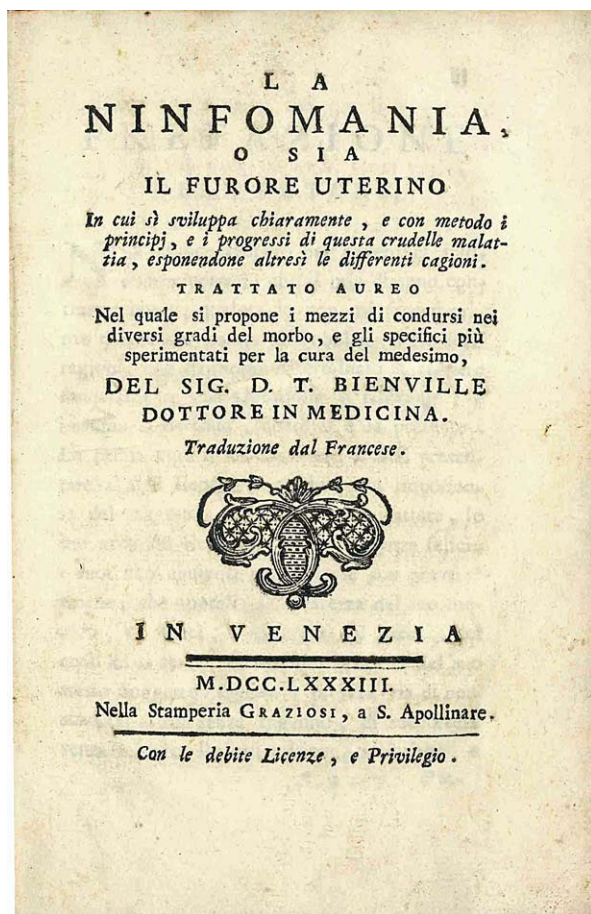 LA
NINFOMANIA,
O SIA
IL FURORE UTERINO
In cui sì sviluppa chiaramente, e con metodo i
principj, e i progressi di questa crudelle malat-
tia, esponendone altresì le differenti cagioni.
TRATTATO AUREO
Nel quale si propone i mezzi di condursi nei
diversi gradi del morbo, e gli specifici più
sperimentati per la cura del medesimo,
DEL SIG. D. T. BIENVILLE
DOTTORE IN MEDICINA.
Traduzione dal Francese.
IN VENEZIA
M.DCC.LXXXIII.
Nella Stamperia GRAZIOSI, a S. Apollinare.
Con le debite Licenze, e Privilegio.